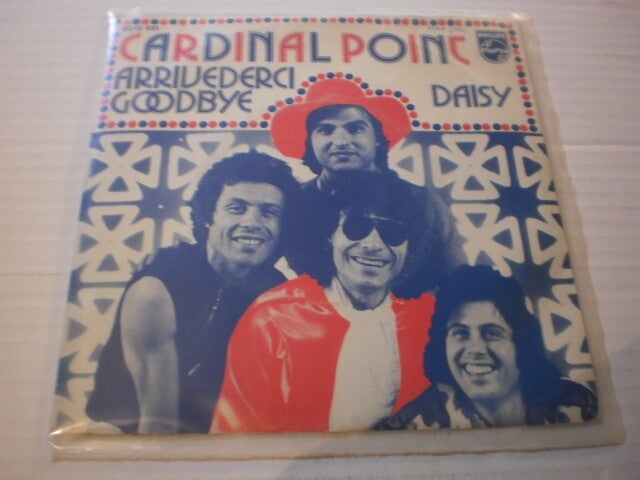 CARDINAL POINT
ARRIVEDERCI
GOODBYE
DAISY
PHILIPS